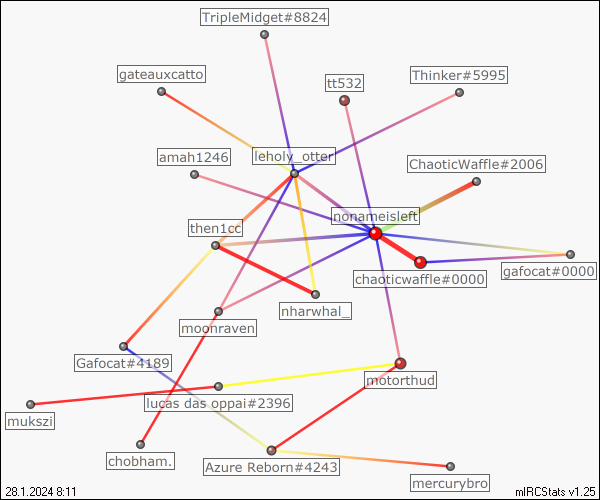 TripleMidget#8824
gateauxcatto
tt532
Thinker#5995
amah1246
leholy_otter
ChaoticWaffle#2006
nonameisleft
then1cc
gafocat#0000
chaoticwaffle#0000
nharwhal_
moonraven
Gafocat#4189
motorthud
lucas das oppai#2396
mukszi
chobham.
Azure Reborn#4243
mercurybro
28.1.2024 8:11
mIRCStats v1.25